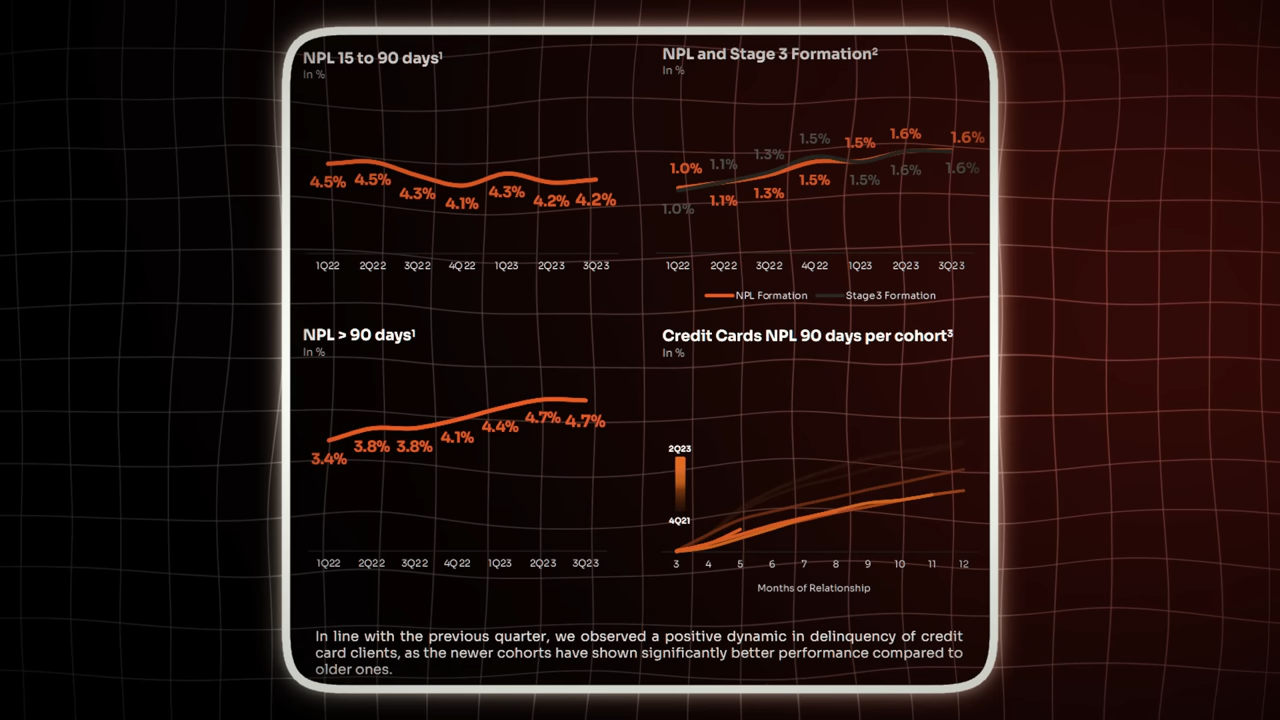 NPL 15 to 90 days¹
In %
4.5% 4.5% 4.3% 4.1% 4.3% 4.2% 4.2%
1Q22 2Q22 3Q22 4Q22 1Q23 2Q23 3Q23
NPL and Stage 3 Formation²
In %
1.0% 1.1% 1.3% 1.5% 1.5% 1.6% 1.6%
1.0% 1.1% 1.3% 1.5% 1.5% 1.6% 1.6%
1Q22 2Q22 3Q22 4Q22 1Q23 2Q23 3Q23
NPL Formation Stage3 Formation
NPL > 90 days¹
In %
3.4% 3.8% 3.8% 4.1% 4.4% 4.7% 4.7%
1Q22 2Q22 3Q22 4Q22 1Q23 2Q23 3Q23
Credit Cards NPL 90 days per cohort³
In %
2Q23
4Q21
3 4 5 6 7 8 9 10 11 12
Months of Relationship
In line with the previous quarter, we observed a positive dynamic in delinquency of credit
card clients, as the newer cohorts have shown significantly better performance compared to
older ones.